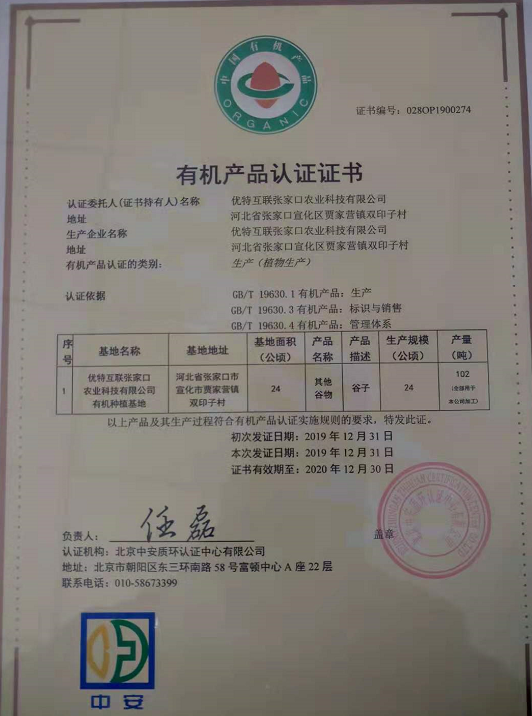 中国有机产品
ORGANIC
证书编号：028OP1900274
有机产品认证证书
认证委托人(证书持有人)名称 优特互联张家口农业科技有限公司
地址 河北省张家口宣化区贾家营镇双印子村
生产企业名称 优特互联张家口农业科技有限公司
地址 河北省张家口宣化区贾家营镇双印子村
有机产品认证的类别： 生产（植物生产）
认证依据 GB/T 19630.1 有机产品：生产
GB/T 19630.3 有机产品：标识与销售
GB/T 19630.4 有机产品：管理体系
序号 基地名称 基地地址 基地面积（公顷） 产品名称 产品描述 生产规模（公顷） 产量（吨）
1 优特互联张家口农业科技有限公司有机种植基地 河北省张家口市宣化市贾家营镇双印子村 24 其他谷物 谷子 24 102（全部用于本公司加工）
以上产品及其生产过程符合有机产品认证实施规则的要求，特发此证。
初次发证日期：2019 年 12 月 31 日
本次发证日期：2019 年 12 月 31 日
证书有效期至：2020 年 12 月 30 日
负责人： 任磊
盖章
认证机构：北京中安质环认证中心有限公司
地址：北京市朝阳区东三环南路 58 号富顿中心 A 座 22 层
联系电话：010-58673399
中安